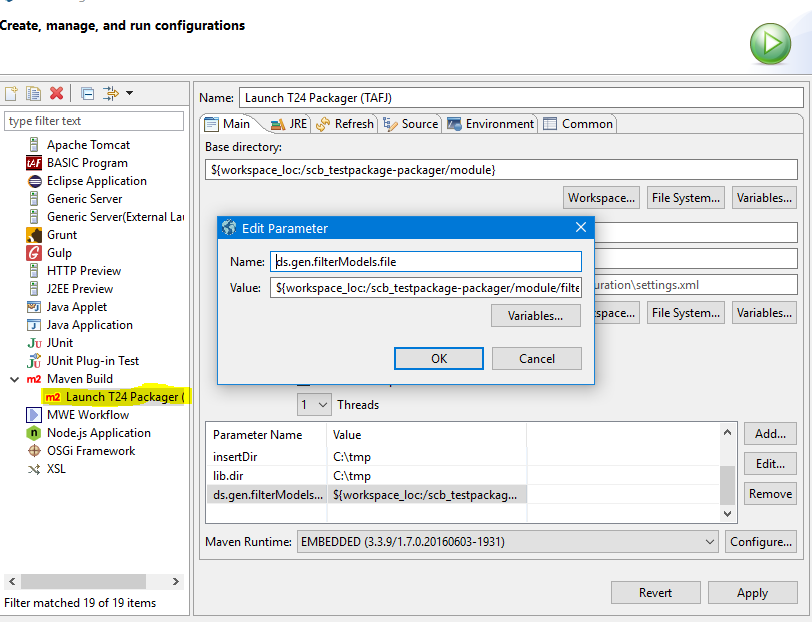 Create, manage, and run configurations
type filter text
Apache Tomcat
BASIC Program
Eclipse Application
Generic Server
Generic Server(External Lau
Grunt
Gulp
HTTP Preview
J2EE Preview
Java Applet
Java Application
JUnit
JUnit Plug-in Test
Maven Build
Launch T24 Packager (
MWE Workflow
Node.js Application
OSGi Framework
XSL
Filter matched 19 of 19 items
Name: Launch T24 Packager (TAFJ)
Main JRE Refresh Source Environment Common
Base directory:
${workspace_loc:/scb_testpackage-packager/module}
Workspace... File System... Variables...
uration\settings.xml
space... File System... Variables...
Edit Parameter
Name: ds.gen.filterModels.file
Value: ${workspace_loc:/scb_testpackage-packager/module/filte
Variables...
OK Cancel
1 Threads
Parameter Name Value
insertDir C:\tmp
lib.dir C:\tmp
ds.gen.filterModels... ${workspace_loc:/scb_testpackag...
Add...
Edit...
Remove
Maven Runtime: EMBEDDED (3.3.9/1.7.0.20160603-1931) Configure...
Revert Apply